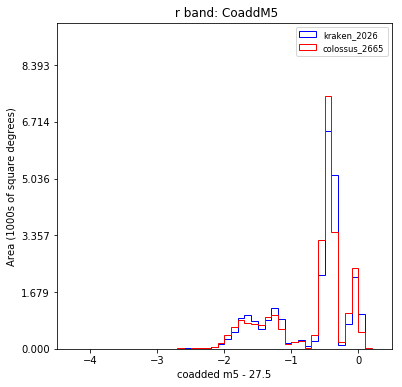 r band: CoaddM5
kraken_2026
colossus_2665
8.393
6.714
5.036
3.357
1.679
0.000
Area (1000s of square degrees)
−4
−3
−2
−1
0
coadded m5 - 27.5